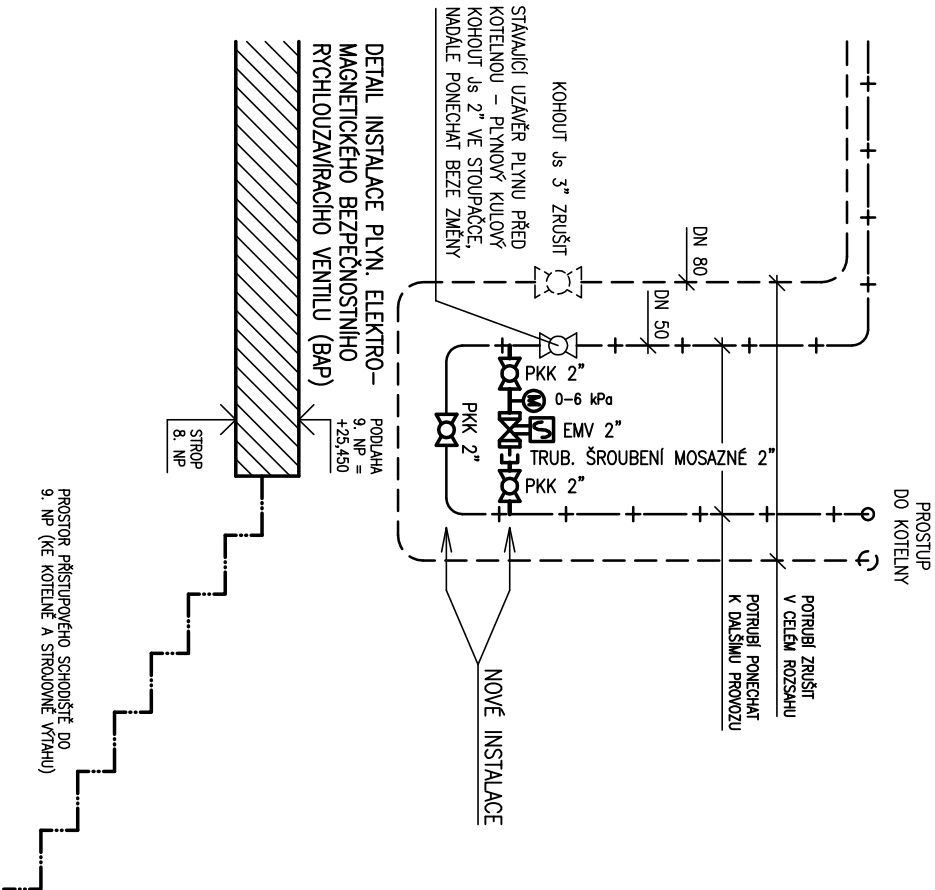 PROSTUP
DO KOTELNY
POTRUBÍ ZRUŠIT
V CELÉM ROZSAHU
POTRUBÍ PONECHAT
K DALŠÍMU PROVOZU
DN 80
DN 50
KOHOUT Js 3" ZRUŠIT
STÁVAJÍCÍ UZÁVĚR PLYNU PŘED
KOTELNOU – PLYNOVÝ KULOVÝ
KOHOUT Js 2" VE STOUPAČCE,
NADÁLE PONECHAT BEZE ZMĚNY
PKK 2"
M
0-6 kPa
EMV 2"
TRUB. ŠROUBENÍ MOSAZNÉ 2"
PKK 2"
PKK 2"
NOVÉ INSTALACE
DETAIL INSTALACE PLYN. ELEKTRO-
MAGNETICKÉHO BEZPEČNOSTNÍHO
RYCHLOUZAVÍRACÍHO VENTILU (BAP)
PODLAHA
9. NP =
+25,450
STROP
8. NP
PROSTOR PŘÍSTUPOVÉHO SCHODIŠTĚ DO
9. NP (KE KOTELNĚ A STROJOVNĚ VÝTAHU)